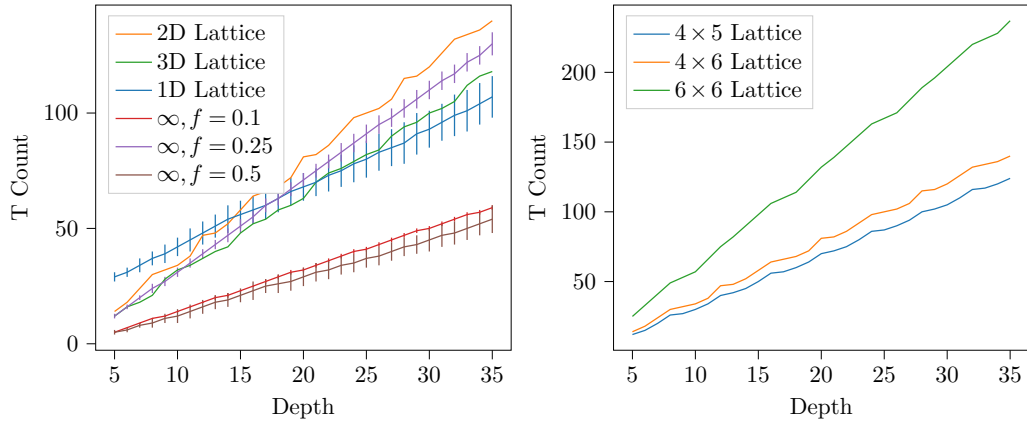 2D Lattice
3D Lattice
1D Lattice
∞, f = 0.1
∞, f = 0.25
∞, f = 0.5
T Count
0
50
100
5
10
15
20
25
30
35
Depth
4 × 5 Lattice
4 × 6 Lattice
6 × 6 Lattice
T Count
50
100
150
200
5
10
15
20
25
30
35
Depth